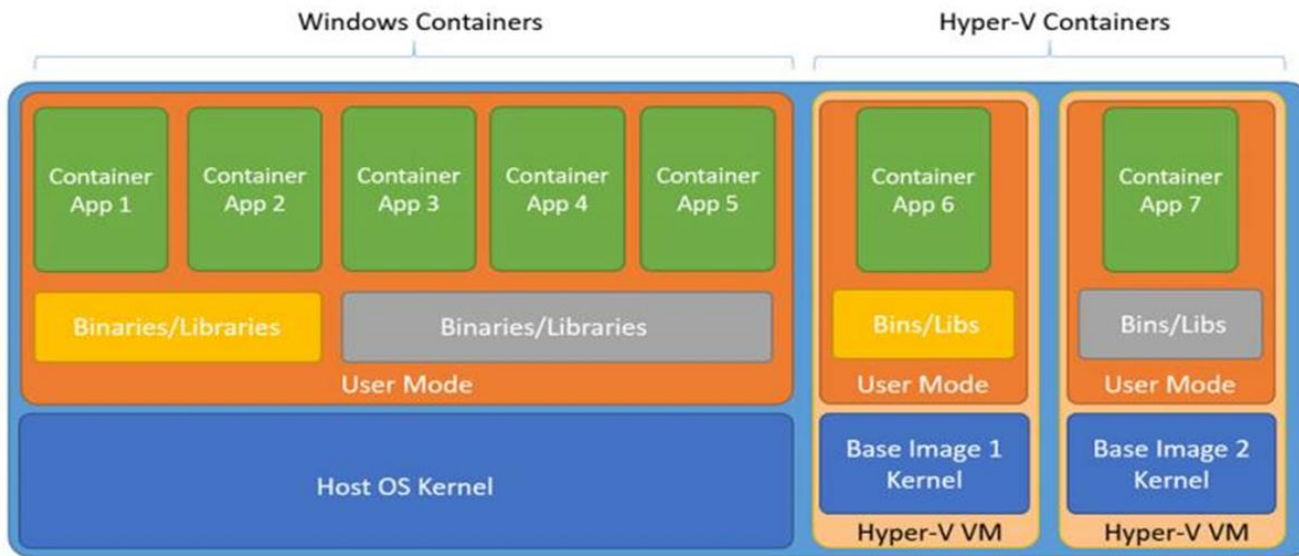 Windows Containers
Hyper-V Containers
Container
App 1
Container
App 2
Container
App 3
Container
App 4
Container
App 5
Container
App 6
Container
App 7
Binaries/Libraries
Binaries/Libraries
Bins/Libs
Bins/Libs
User Mode
User Mode
User Mode
Host OS Kernel
Base Image 1
Kernel
Base Image 2
Kernel
Hyper-V VM
Hyper-V VM